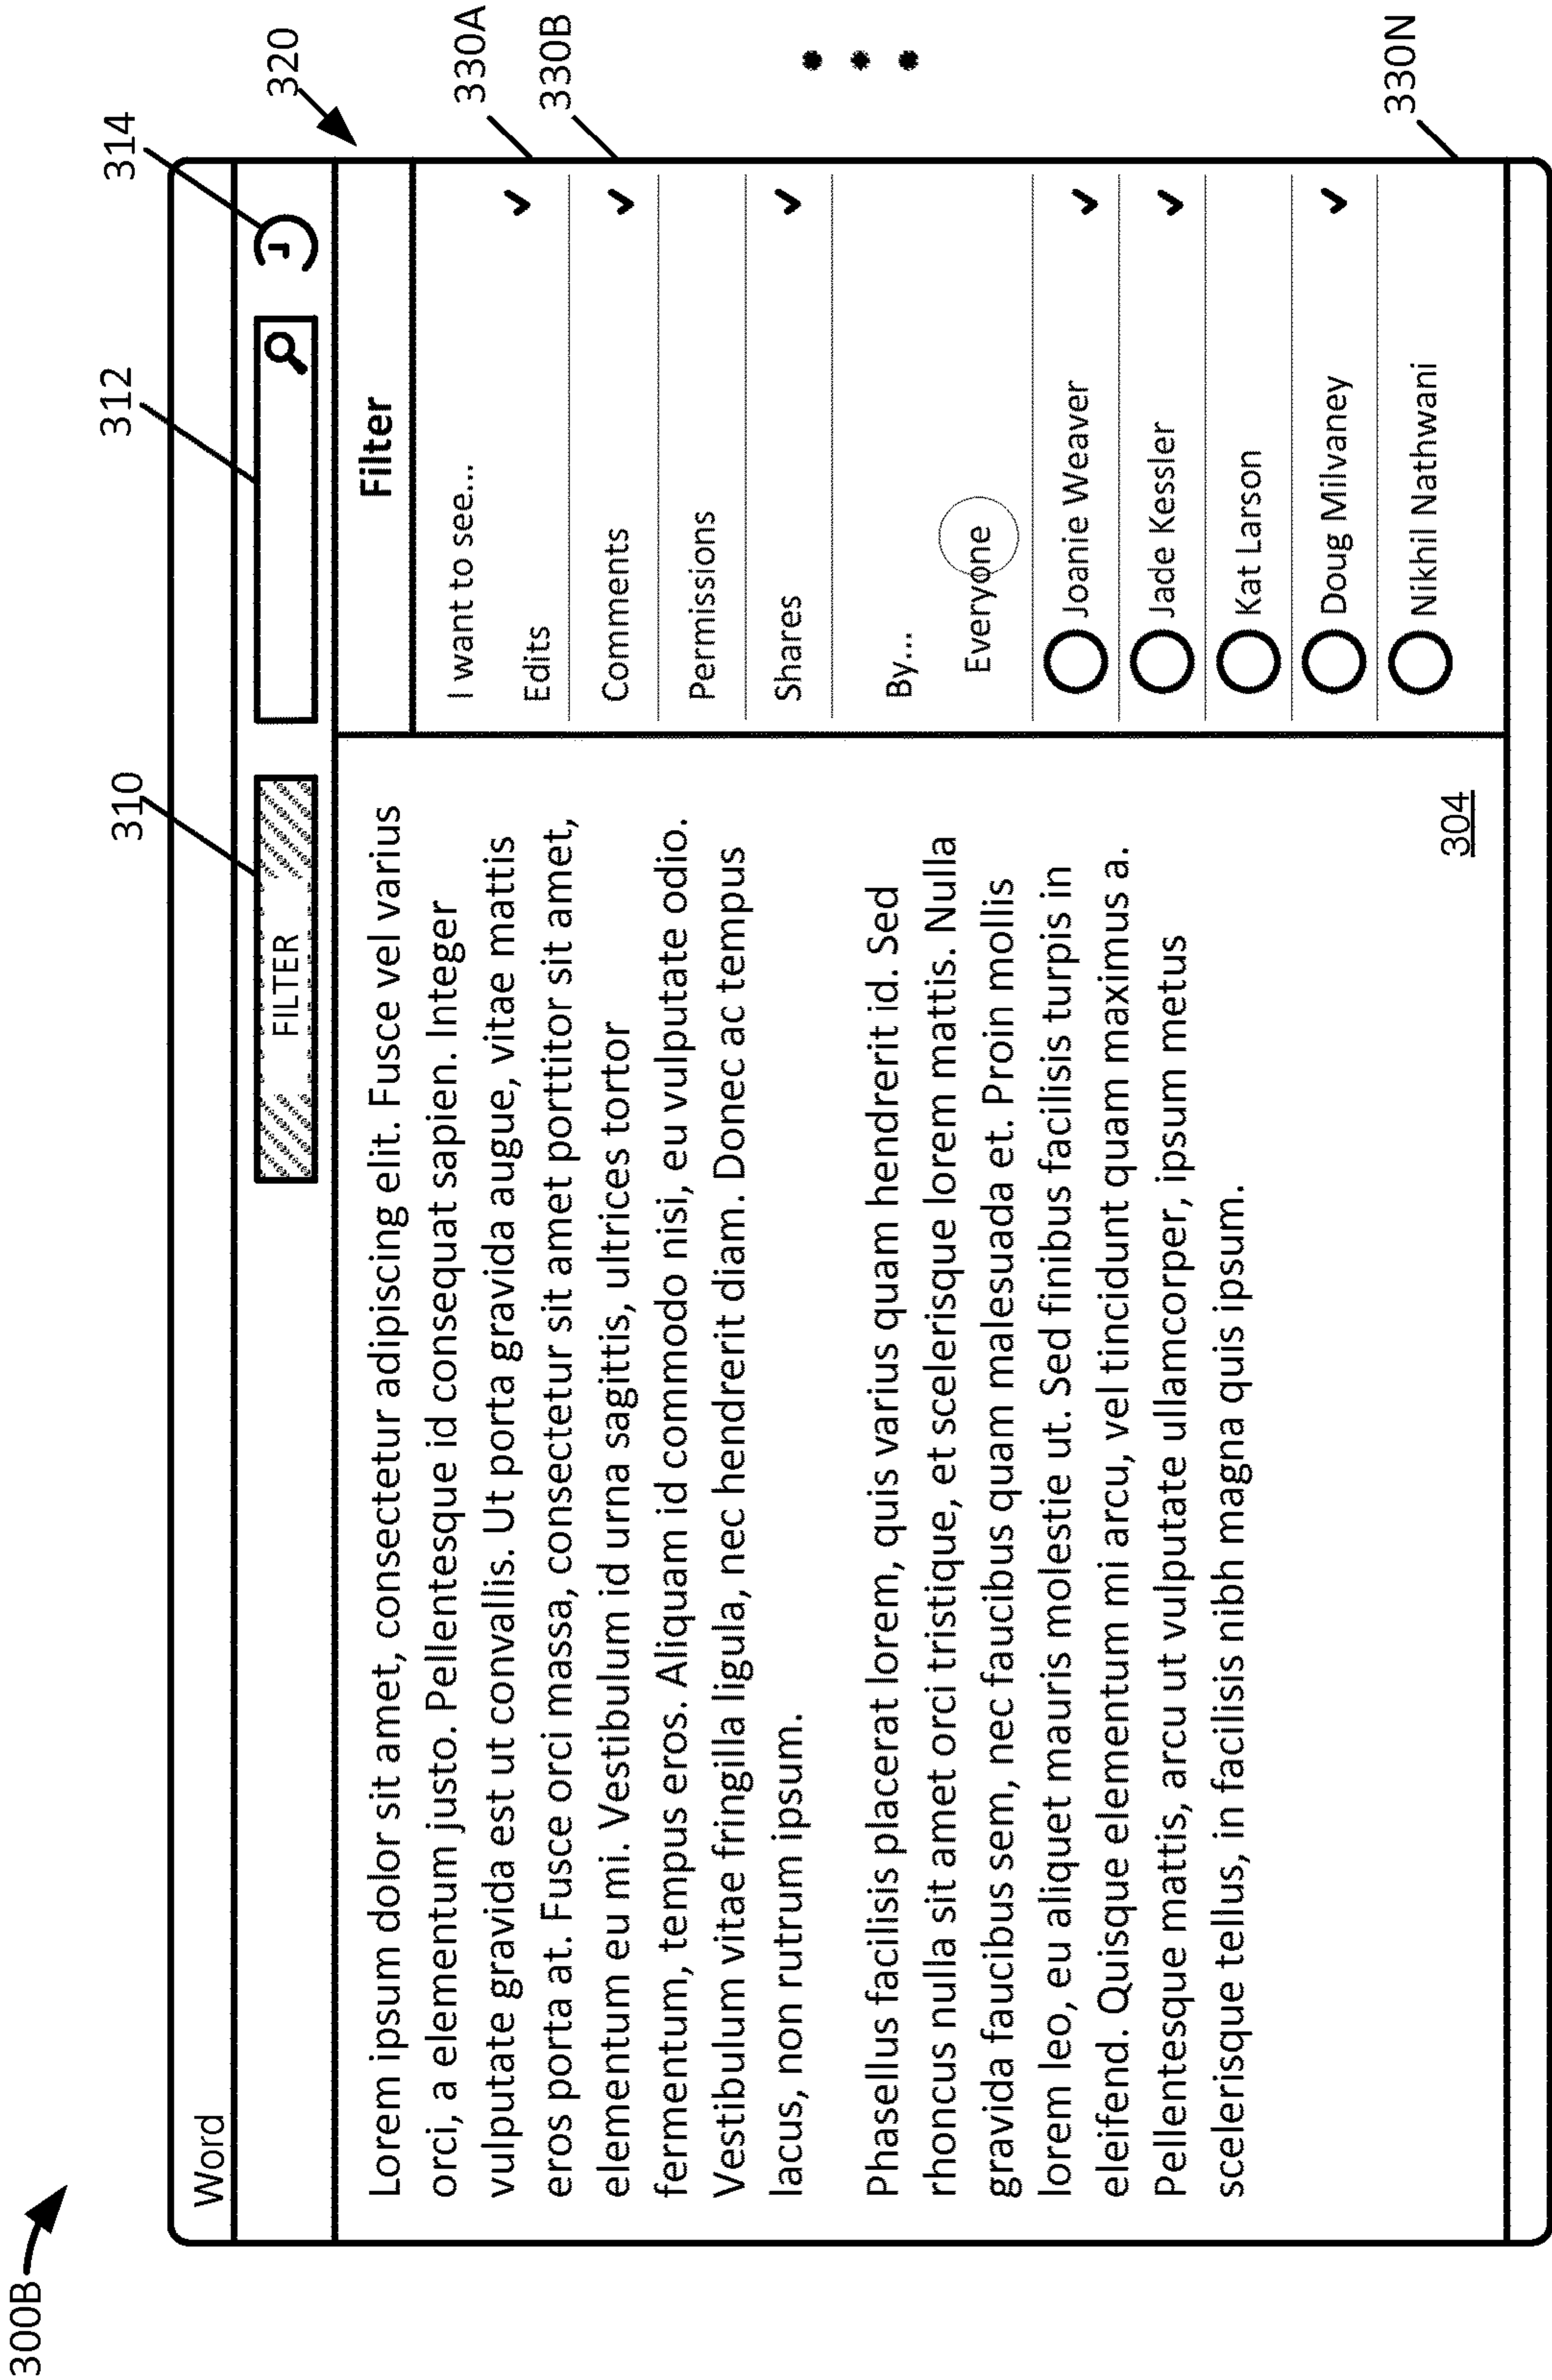 300B
Word
310
312
314
FILTER
320
Lorem ipsum dolor sit amet, consectetur adipiscing elit. Fusce vel varius
orci, a elementum justo. Pellentesque id consequat sapien. Integer
vulputate gravida est ut convallis. Ut porta gravida augue, vitae mattis
eros porta at. Fusce orci massa, consectetur sit amet porttitor sit amet,
elementum eu mi. Vestibulum id urna sagittis, ultrices tortor
fermentum, tempus eros. Aliquam id commodo nisi, eu vulputate odio.
Vestibulum vitae fringilla ligula, nec hendrerit diam. Donec ac tempus
lacus, non rutrum ipsum.
Phasellus facilisis placerat lorem, quis varius quam hendrerit id. Sed
rhoncus nulla sit amet orci tristique, et scelerisque lorem mattis. Nulla
gravida faucibus sem, nec faucibus quam malesuada et. Proin mollis
lorem leo, eu aliquet mauris molestie ut. Sed finibus facilisis turpis in
eleifend. Quisque elementum mi arcu, vel tincidunt quam maximus a.
Pellentesque mattis, arcu ut vulputate ullamcorper, ipsum metus
scelerisque tellus, in facilisis nibh magna quis ipsum.
304
Filter
I want to see...
Edits
330A
Comments
330B
Permissions
Shares
By...
Everyone
Joanie Weaver
Jade Kessler
Kat Larson
Doug Milvaney
Nikhil Nathwani
330N